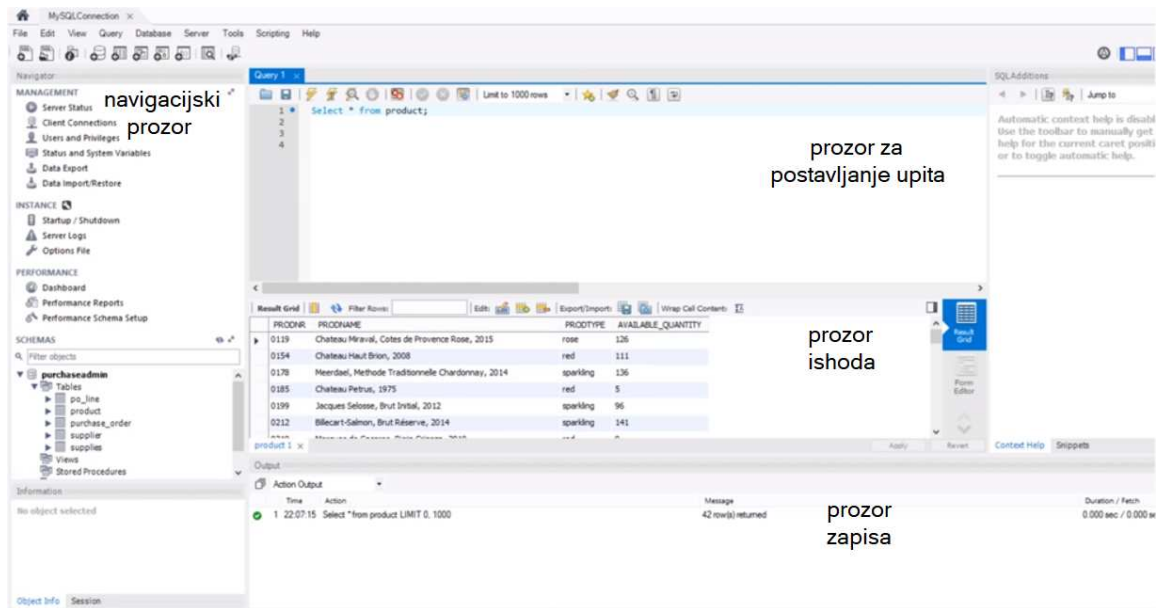 MySQLConnection ×
File Edit View Query Database Server Tools Scripting Help
Navigator
MANAGEMENT
Server Status
Client Connections
Users and Privileges
Status and System Variables
Data Export
Data Import/Restore
navigacijski
prozor
INSTANCE
Startup / Shutdown
Server Logs
Options File
PERFORMANCE
Dashboard
Performance Reports
Performance Schema Setup
SCHEMAS
Filter objects
purchaseadmin
Tables
po_line
product
purchase_order
supplier
supplies
Views
Stored Procedures
Information
No object selected
Object Info Session
Query 1 ×
Limit to 1000 rows
1 Select * from product;
2
3
4
prozor za
postavljanje upita
Result Grid Filter Rows: Edit: Export/Import: Wrap Cell Content:
PRODNR PRODNAME PRODTYPE AVAILABLE_QUANTITY
0119 Chateau Miraval, Cotes de Provence Rose, 2015 rose 126
0154 Chateau Haut Brion, 2008 red 111
0178 Meerdael, Methode Traditionnelle Chardonnay, 2014 sparkling 136
0185 Chateau Petrus, 1975 red 5
0199 Jacques Selosse, Brut Initial, 2012 sparkling 96
0212 Billecart-Salmon, Brut Réserve, 2014 sparkling 141
prozor
ishoda
Result
Grid
Form
Editor
product 1 × Apply Revert
Output
Action Output
Time Action Message Duration / Fetch
1 22:07:15 Select * from product LIMIT 0, 1000 42 row(s) returned 0.000 sec / 0.000
prozor
zapisa
SQLAdditions
Jump to
Automatic context help is
Use the toolbar to manually get
help for the current caret
or to toggle automatic help.
Context Help Snippets